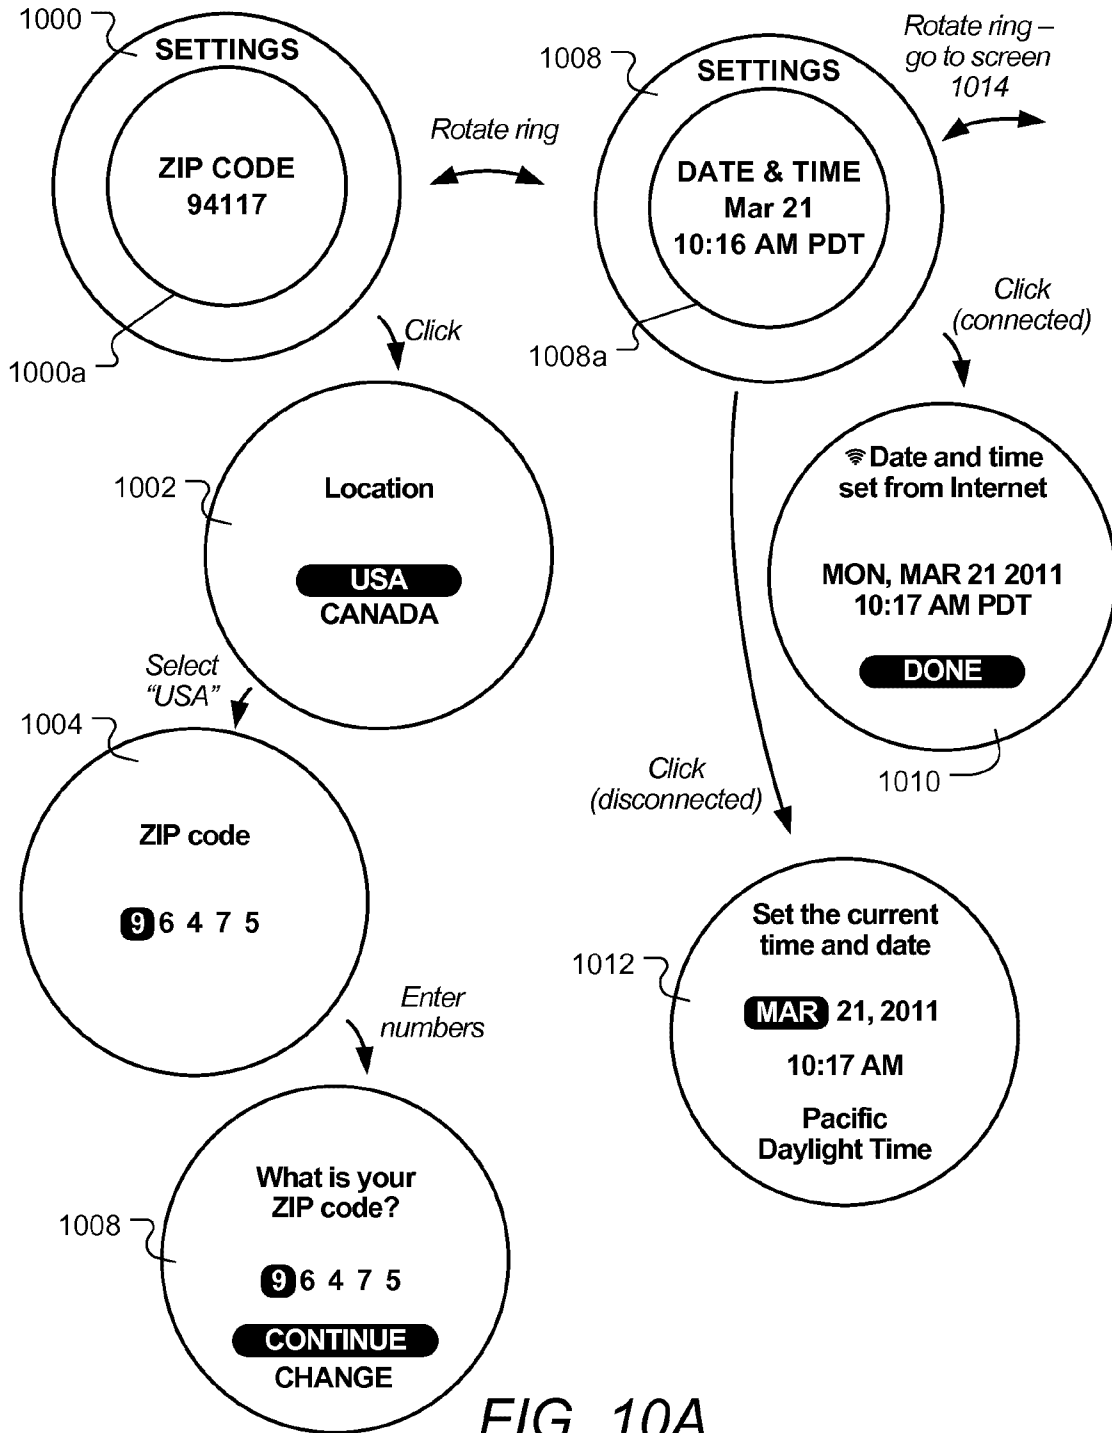 1000
SETTINGS
ZIP CODE
94117
1000a
Rotate ring
1008
SETTINGS
DATE & TIME
Mar 21
10:16 AM PDT
1008a
Rotate ring –
go to screen
1014
Click
1002
Location
USA
CANADA
Select
“USA”
1004
ZIP code
9 6 4 7 5
Enter
numbers
1008
What is your
ZIP code?
9 6 4 7 5
CONTINUE
CHANGE
Click
(connected)
Date and time
set from Internet
MON, MAR 21 2011
10:17 AM PDT
DONE
1010
Click
(disconnected)
1012
Set the current
time and date
MAR 21, 2011
10:17 AM
Pacific
Daylight Time
FIG. 10A